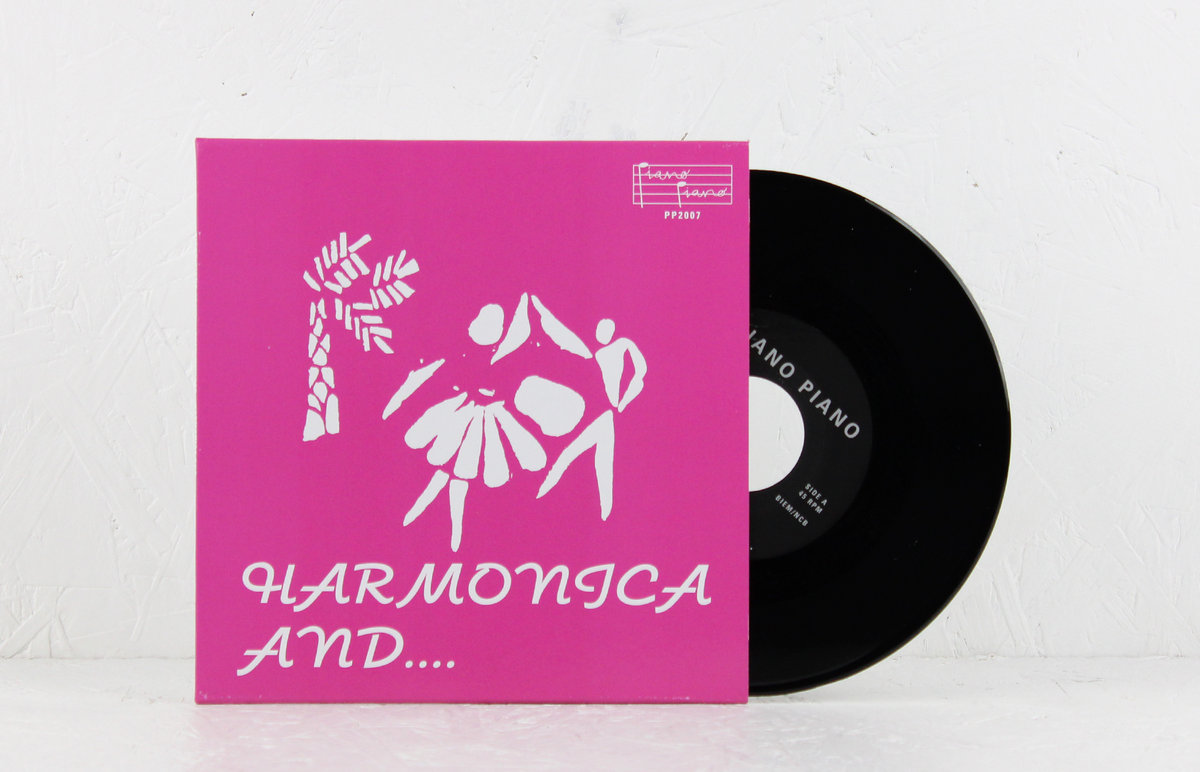 Piano
Piano
PP2007
HARMONICA
AND....
IANO PIANO
SIDE A
45 RPM
BIEM/NCB